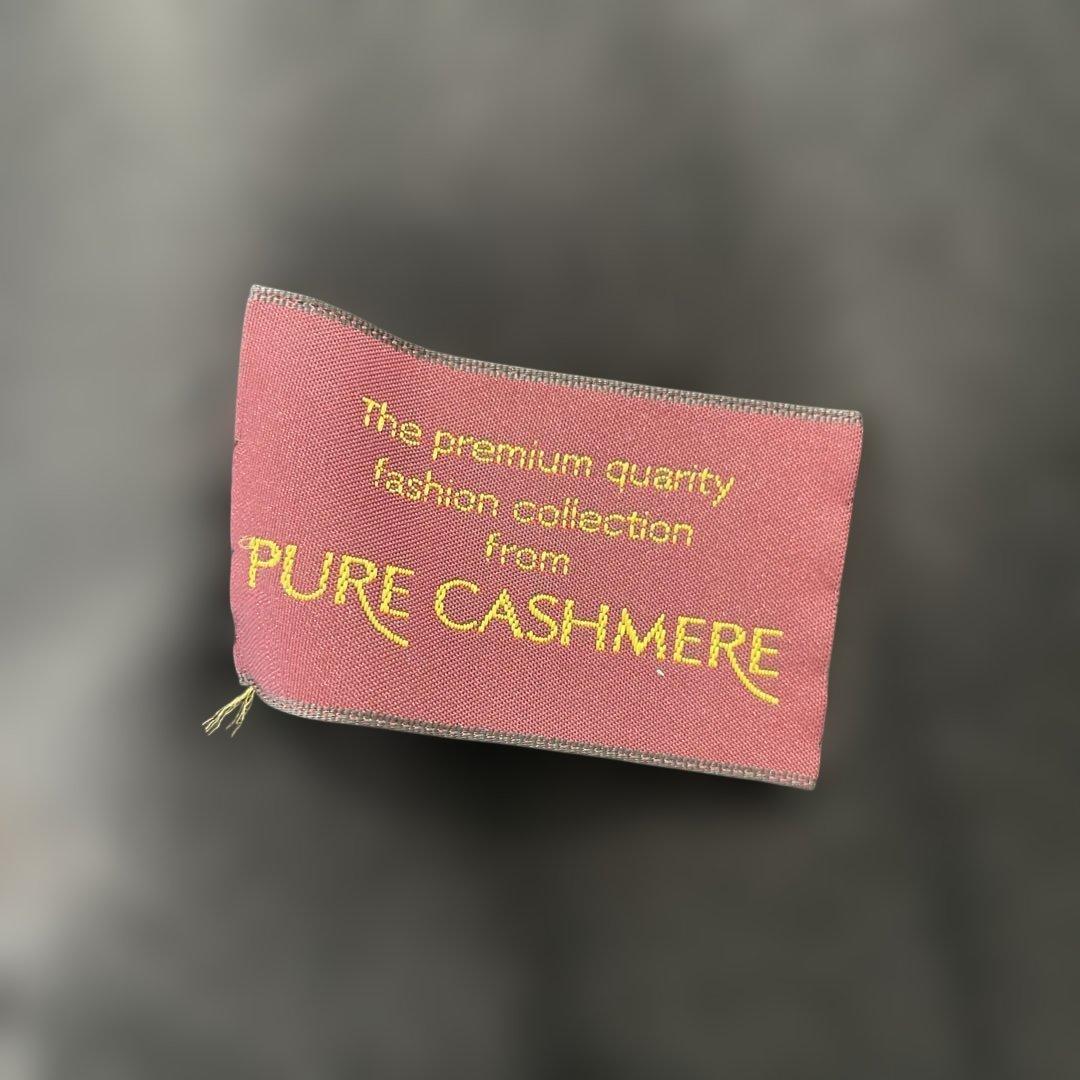 The premium quarity
fashion collection
from
PURE CASHMERE